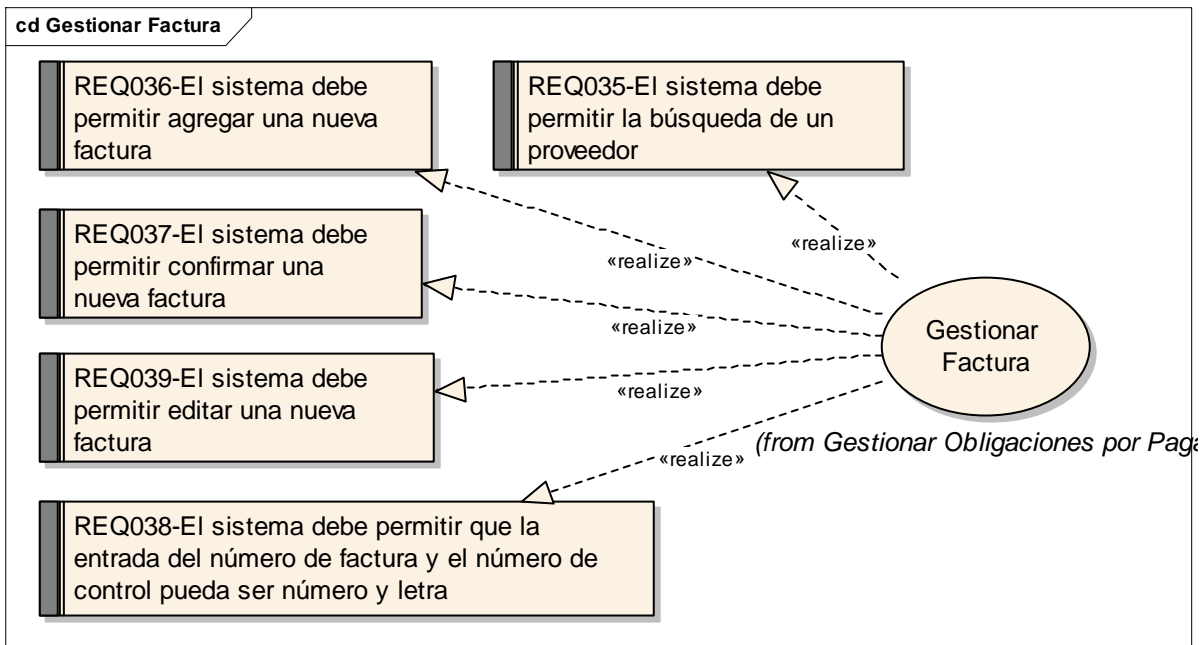 cd Gestionar Factura
REQ036-El sistema debe
permitir agregar una nueva
factura
REQ035-El sistema debe
permitir la búsqueda de un
proveedor
REQ037-El sistema debe
permitir confirmar una
nueva factura
REQ039-El sistema debe
permitir editar una nueva
factura
REQ038-El sistema debe permitir que la
entrada del número de factura y el número de
control pueda ser número y letra
«realize»
«realize»
«realize»
«realize»
«realize»
Gestionar
Factura
(from Gestionar Obligaciones por Paga